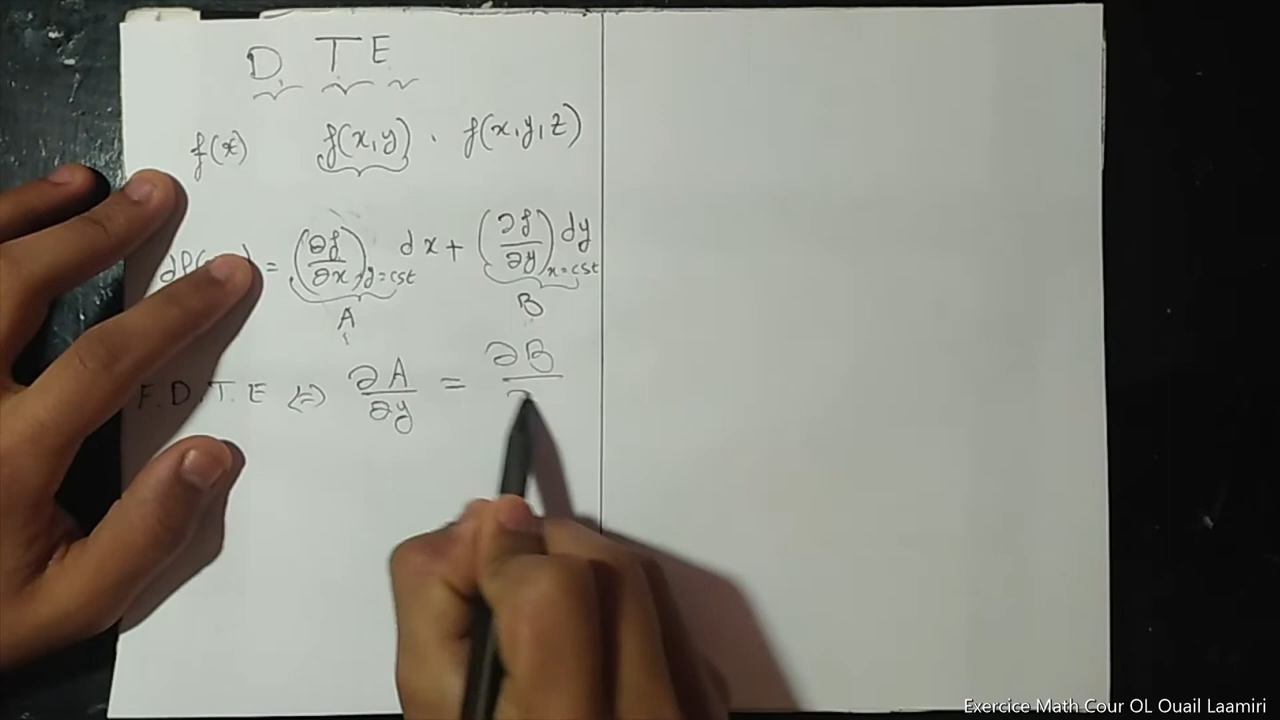 D. T E
f(x) f(x,y) . f(x,y,z)
= (∂f/∂x)y=cst dx + (∂f/∂y)x=cst dy
A B
F. D. T. E ⇔ ∂A/∂y = ∂B/∂
Exercice Math Cour OL Ouail Laamiri